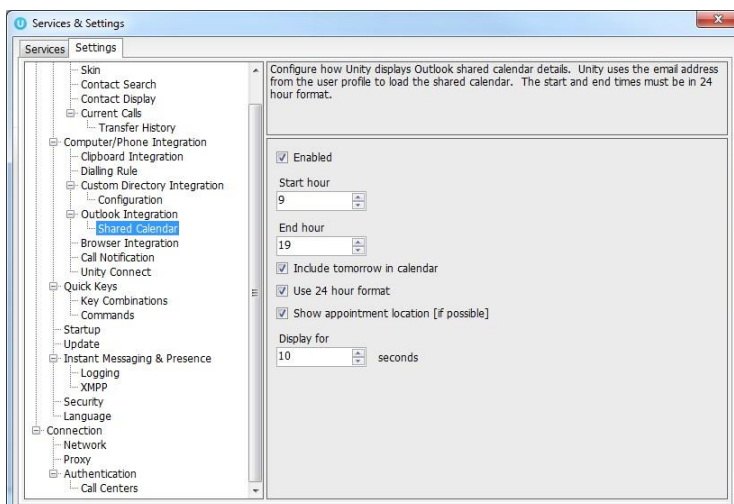 Services & Settings
Services
Settings
Skin
Contact Search
Contact Display
Current Calls
Transfer History
Computer/Phone Integration
Clipboard Integration
Dialling Rule
Custom Directory Integration
Configuration
Outlook Integration
Shared Calendar
Browser Integration
Call Notification
Unity Connect
Quick Keys
Key Combinations
Commands
Startup
Update
Instant Messaging & Presence
Logging
XMPP
Security
Language
Connection
Network
Proxy
Authentication
Call Centers
Configure how Unity displays Outlook shared calendar details. Unity uses the email address
from the user profile to load the shared calendar. The start and end times must be in 24
hour format.
Enabled
Start hour
9
End hour
19
Include tomorrow in calendar
Use 24 hour format
Show appointment location [if possible]
Display for
10 seconds